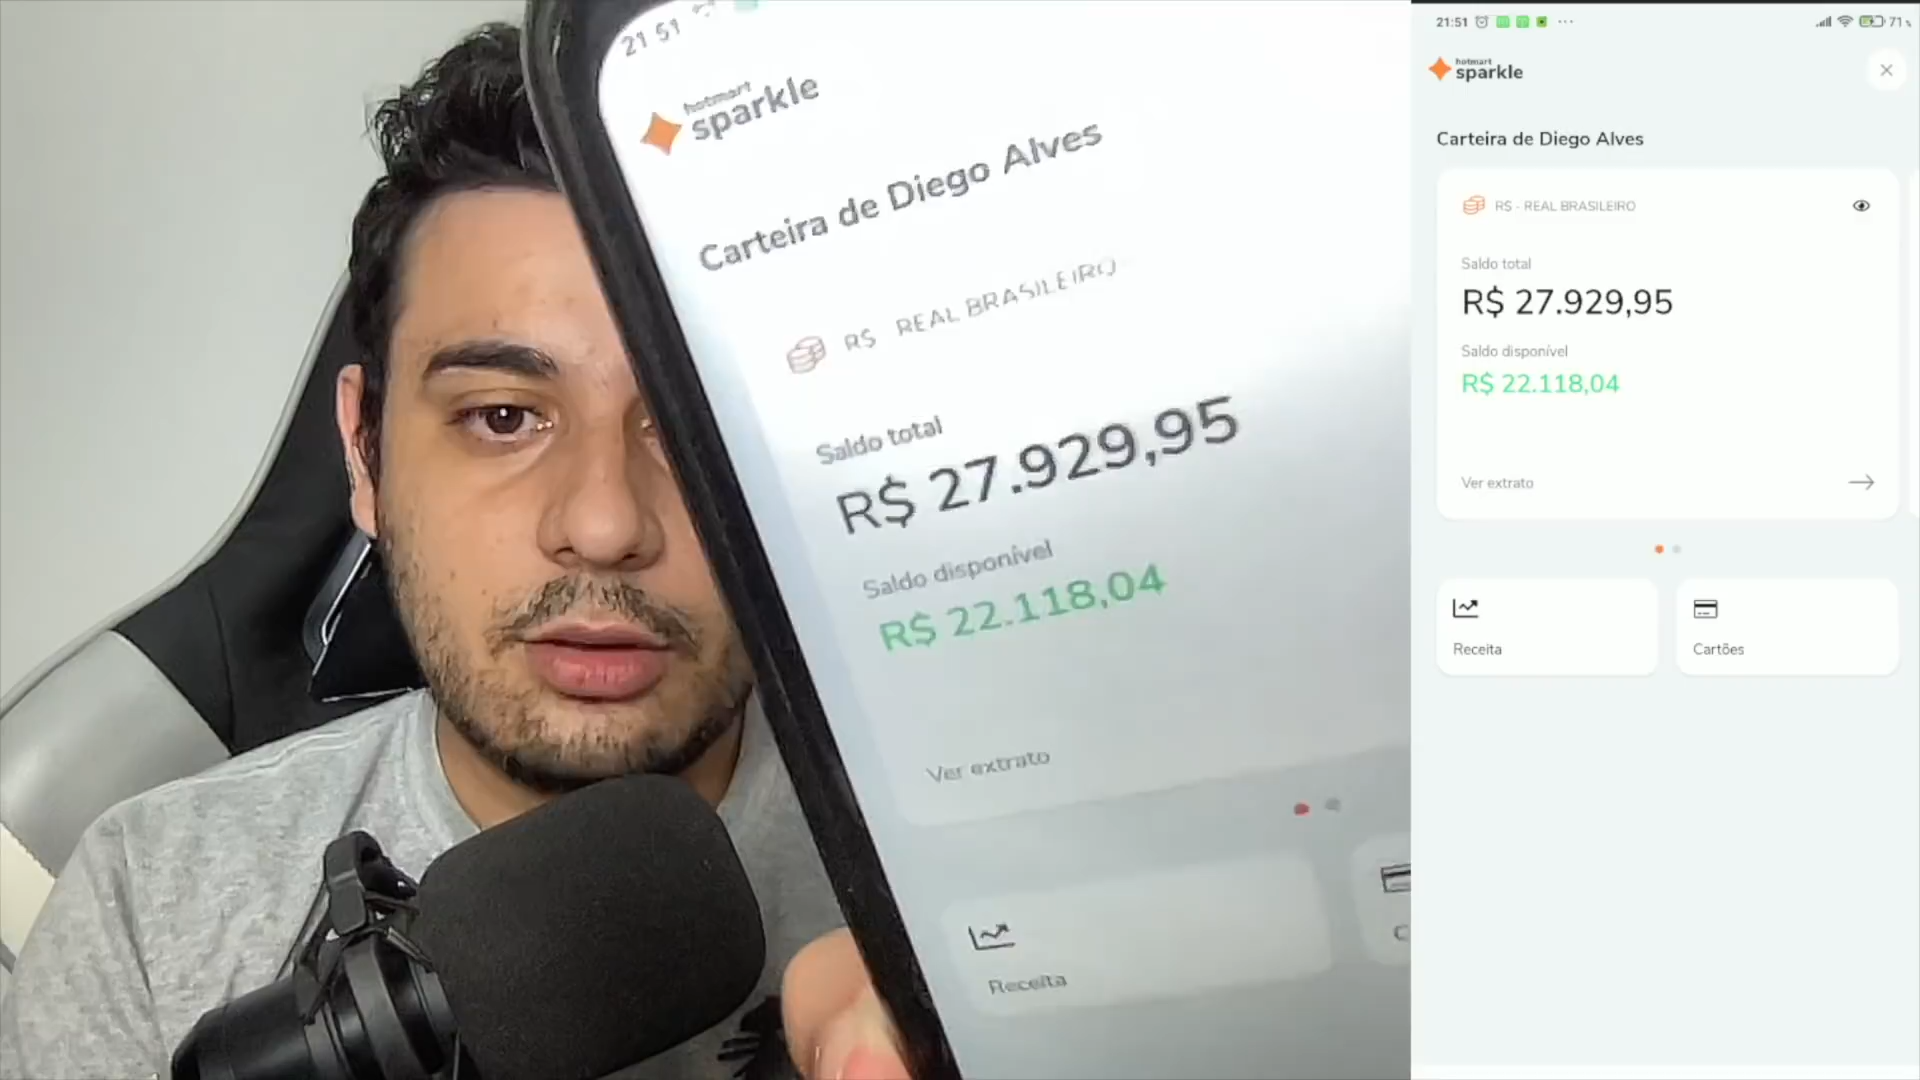 21 51
hotmart
sparkle
Carteira de Diego Alves
R$ REAL BRASILEIRO
Saldo total
R$ 27.929,95
Saldo disponível
R$ 22.118,04
Ver extrato
Receita
C
21:51
71
hotmart
sparkle
Carteira de Diego Alves
R$ - REAL BRASILEIRO
Saldo total
R$ 27.929,95
Saldo disponível
R$ 22.118,04
Ver extrato
Receita
Cartões